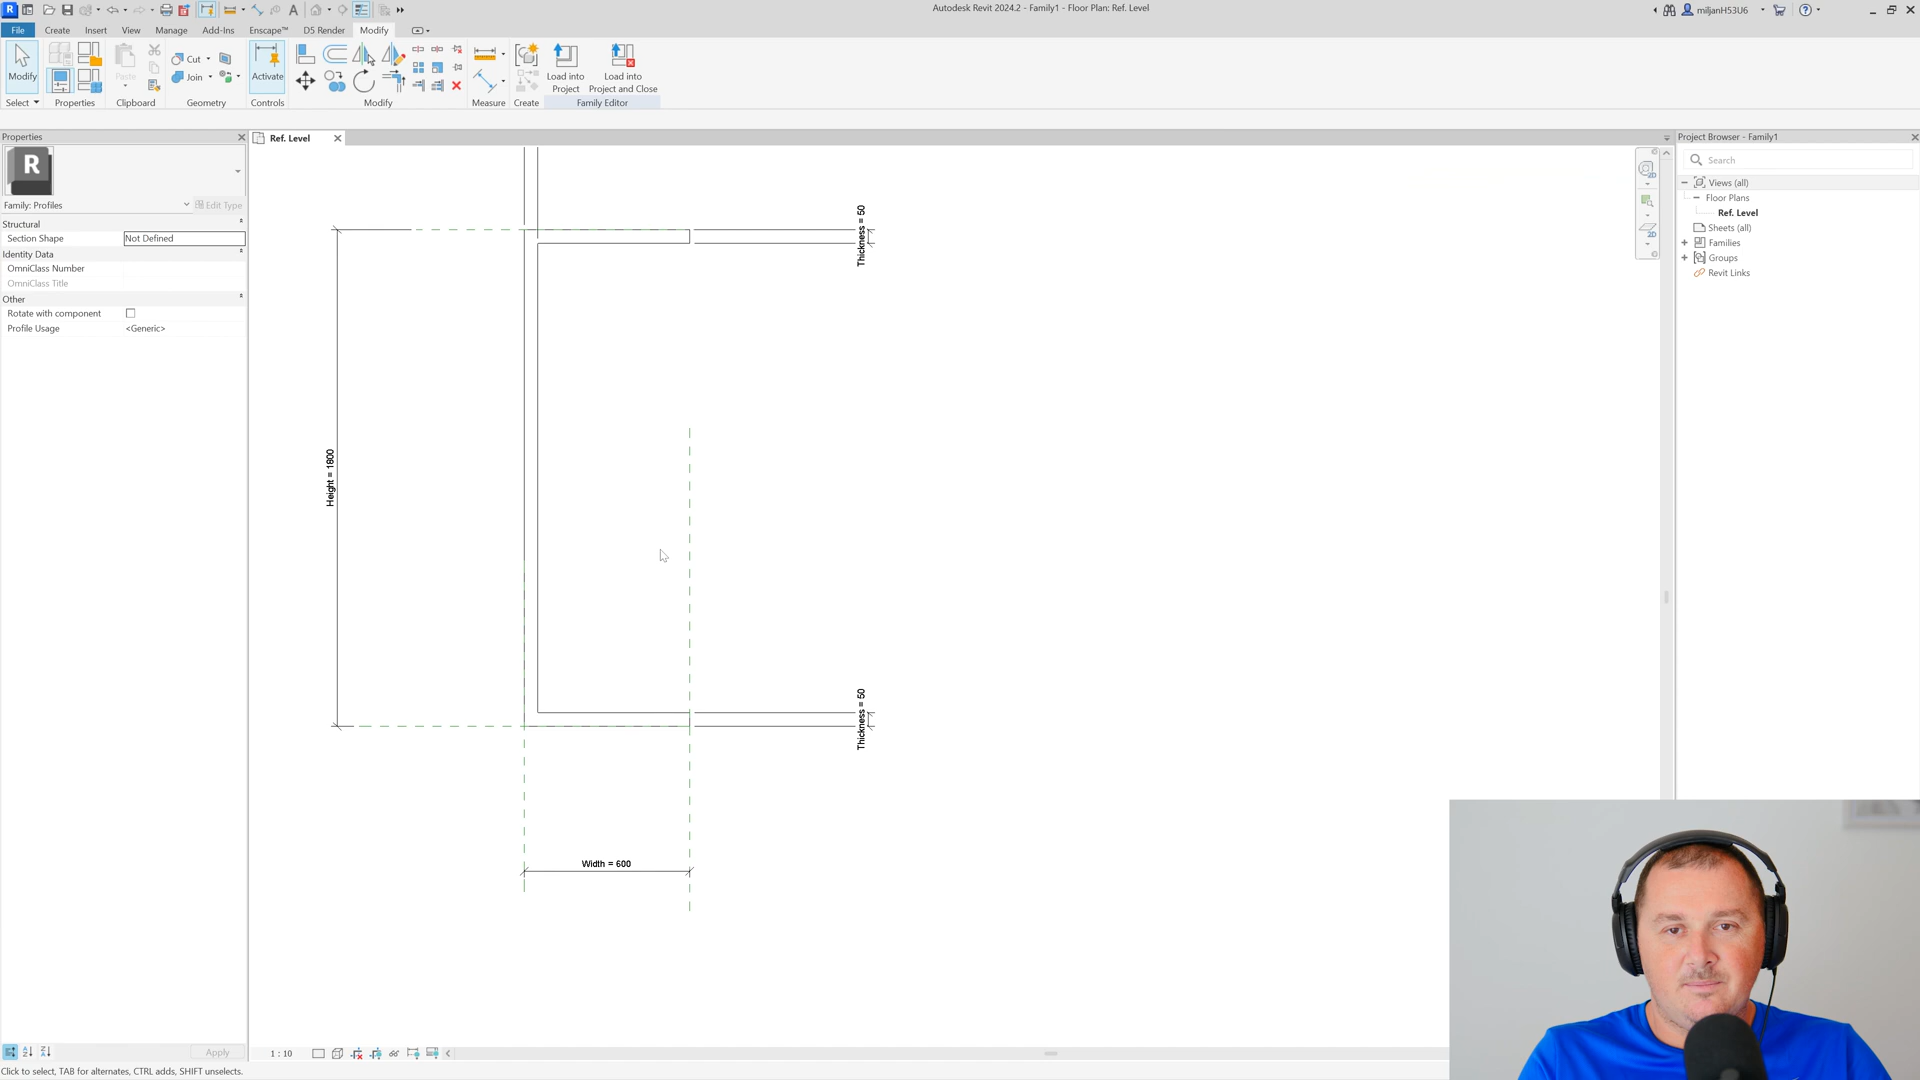 Autodesk Revit 2024.2 - Family1 - Floor Plan: Ref. Level
miljanH53U6
File Create Insert Annotate View Manage Add-Ins Enscape™ D5 Render Modify
Modify
Paste
Cut
Join
Activate
Load into Project
Load into Project and Close
Select Properties Clipboard Geometry Controls Modify Measure Create Family Editor
Properties
Ref. Level
Project Browser - Family1
R
Search
Family: Profiles
Edit Type
Structural
Section Shape Not Defined
Identity Data
OmniClass Number
OmniClass Title
Other
Rotate with component
Profile Usage <Generic>
Views (all)
Floor Plans
Ref. Level
Sheets (all)
Families
Groups
Revit Links
2D
2D
Thickness = 50
Height = 1800
Thickness = 50
Width = 600
Apply
1 : 10
Click to select, TAB for alternates, CTRL adds, SHIFT unselects.